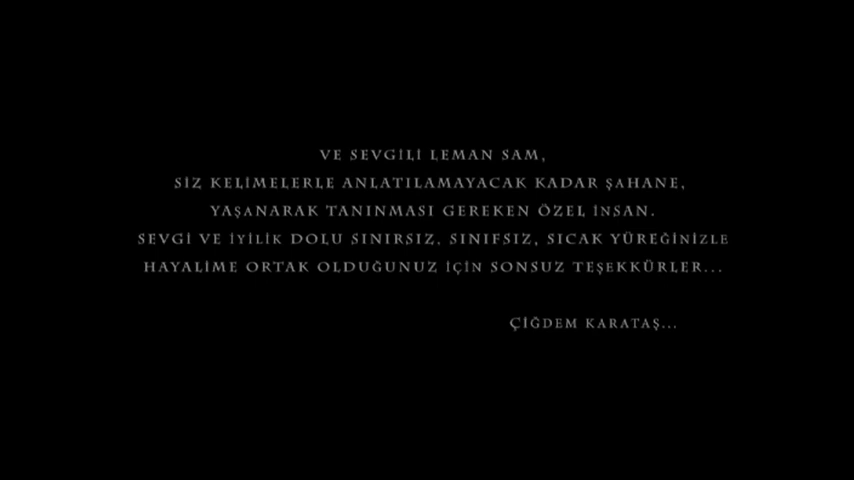 VE SEVGİLİ LEMAN SAM,
SİZ KELİMELERLE ANLATILAMAYACAK KADAR ŞAHANE,
YAŞANARAK TANINMASI GEREKEN ÖZEL İNSAN.
SEVGİ VE İYİLİK DOLU SINIRSIZ, SINIFSIZ, SICAK YÜREĞİNİZLE
HAYALİME ORTAK OLDUĞUNUZ İÇİN SONSUZ TEŞEKKÜRLER...
ÇİĞDEM KARATAŞ...